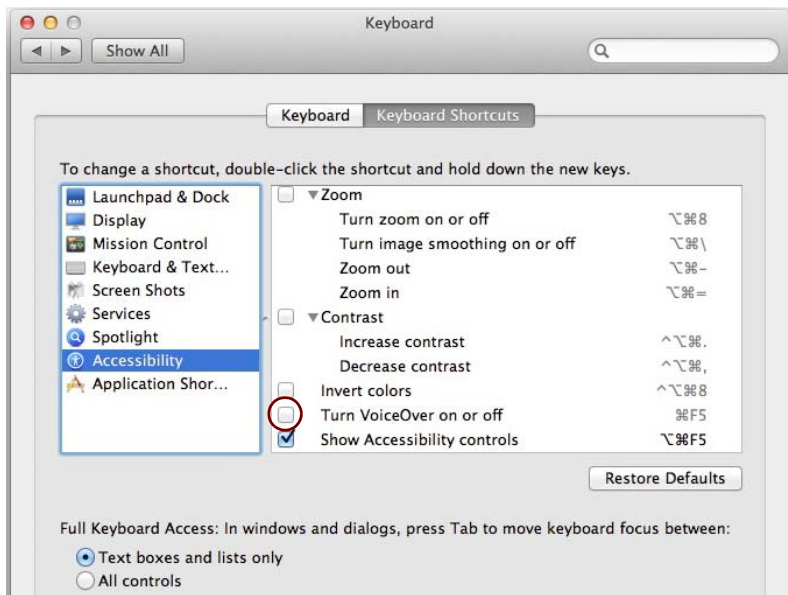 Keyboard
Show All
Keyboard Keyboard Shortcuts
To change a shortcut, double-click the shortcut and hold down the new keys.
Launchpad & Dock
Display
Mission Control
Keyboard & Text...
Screen Shots
Services
Spotlight
Accessibility
Application Shor...
Zoom
Turn zoom on or off ⌥⌘8
Turn image smoothing on or off ⌥⌘\
Zoom out ⌥⌘-
Zoom in ⌥⌘=
Contrast
Increase contrast ^⌥⌘.
Decrease contrast ^⌥⌘,
Invert colors ^⌥⌘8
Turn VoiceOver on or off ⌘F5
Show Accessibility controls ⌥⌘F5
Restore Defaults
Full Keyboard Access: In windows and dialogs, press Tab to move keyboard focus between:
Text boxes and lists only
All controls